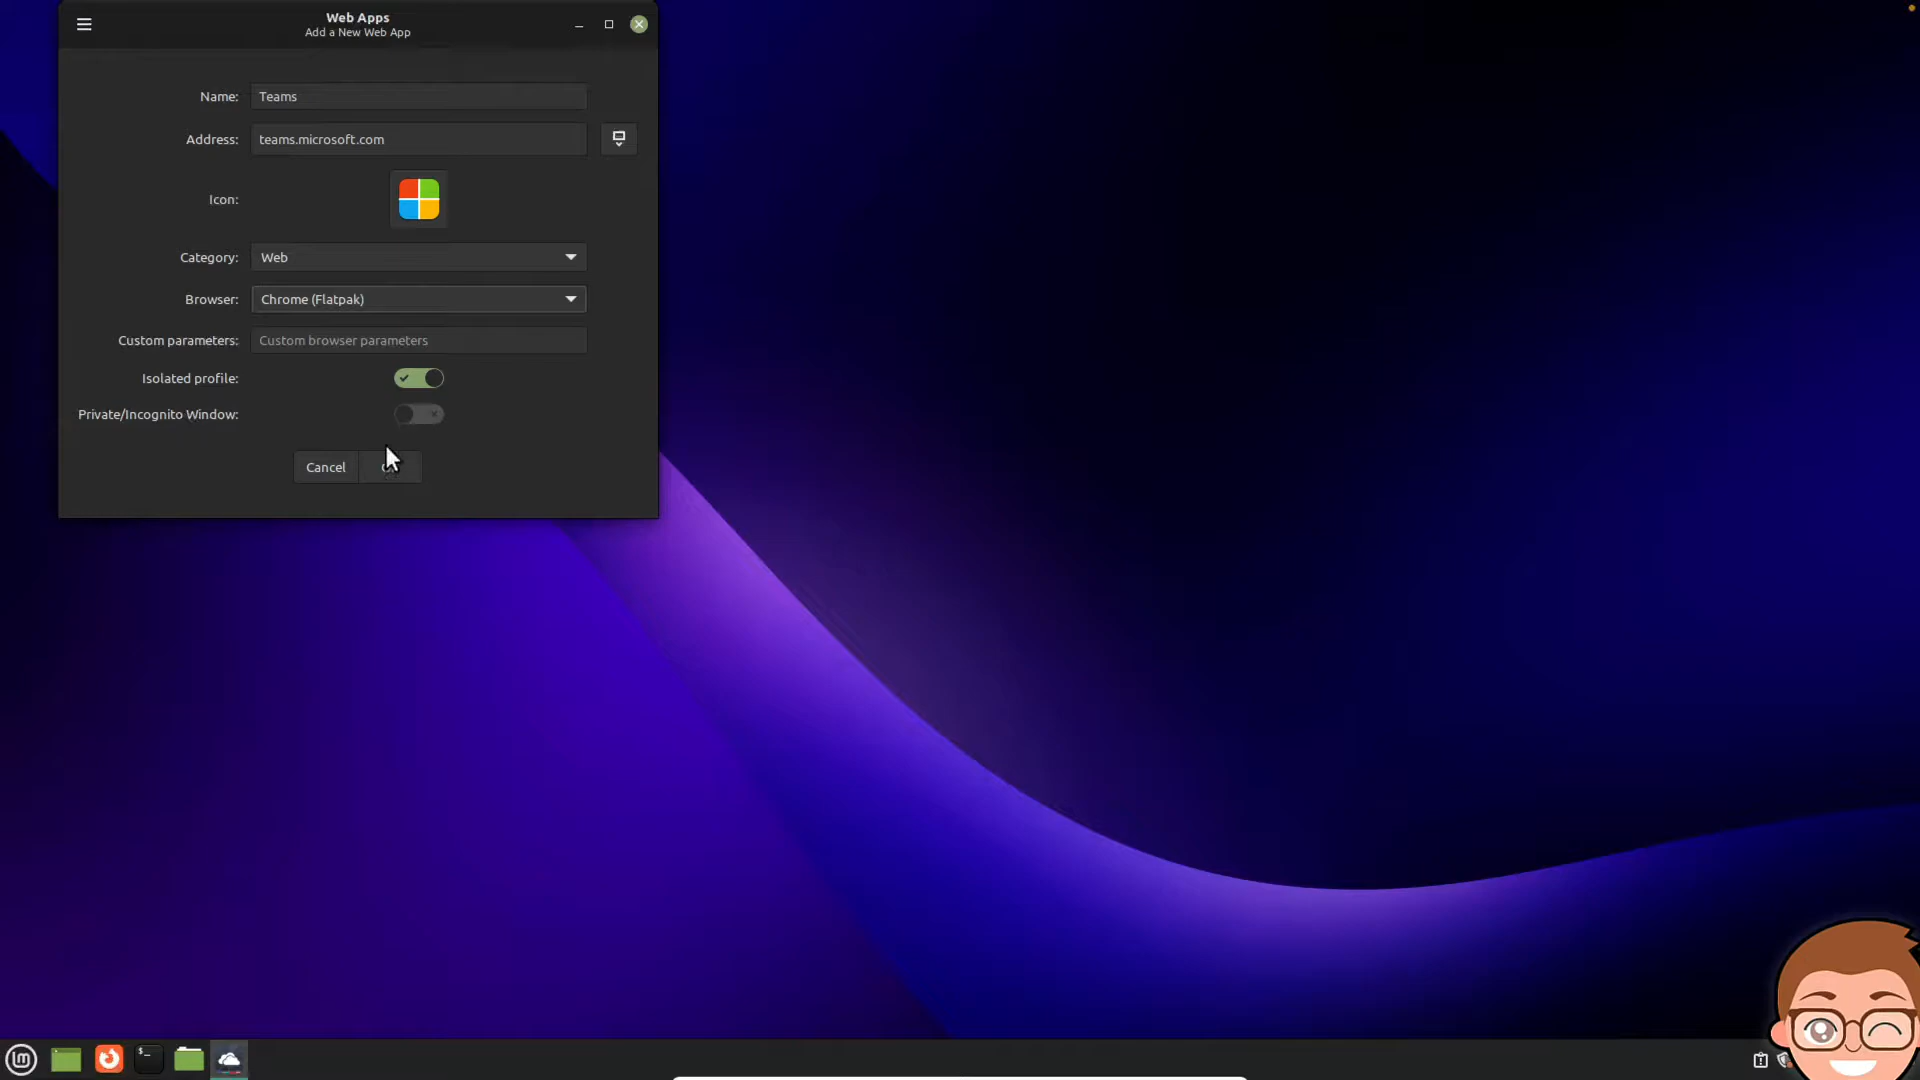 Web Apps
Add a New Web App
Name: Teams
Address: teams.microsoft.com
Icon:
Category: Web
Browser: Chrome (Flatpak)
Custom parameters: Custom browser parameters
Isolated profile:
Private/Incognito Window:
Cancel